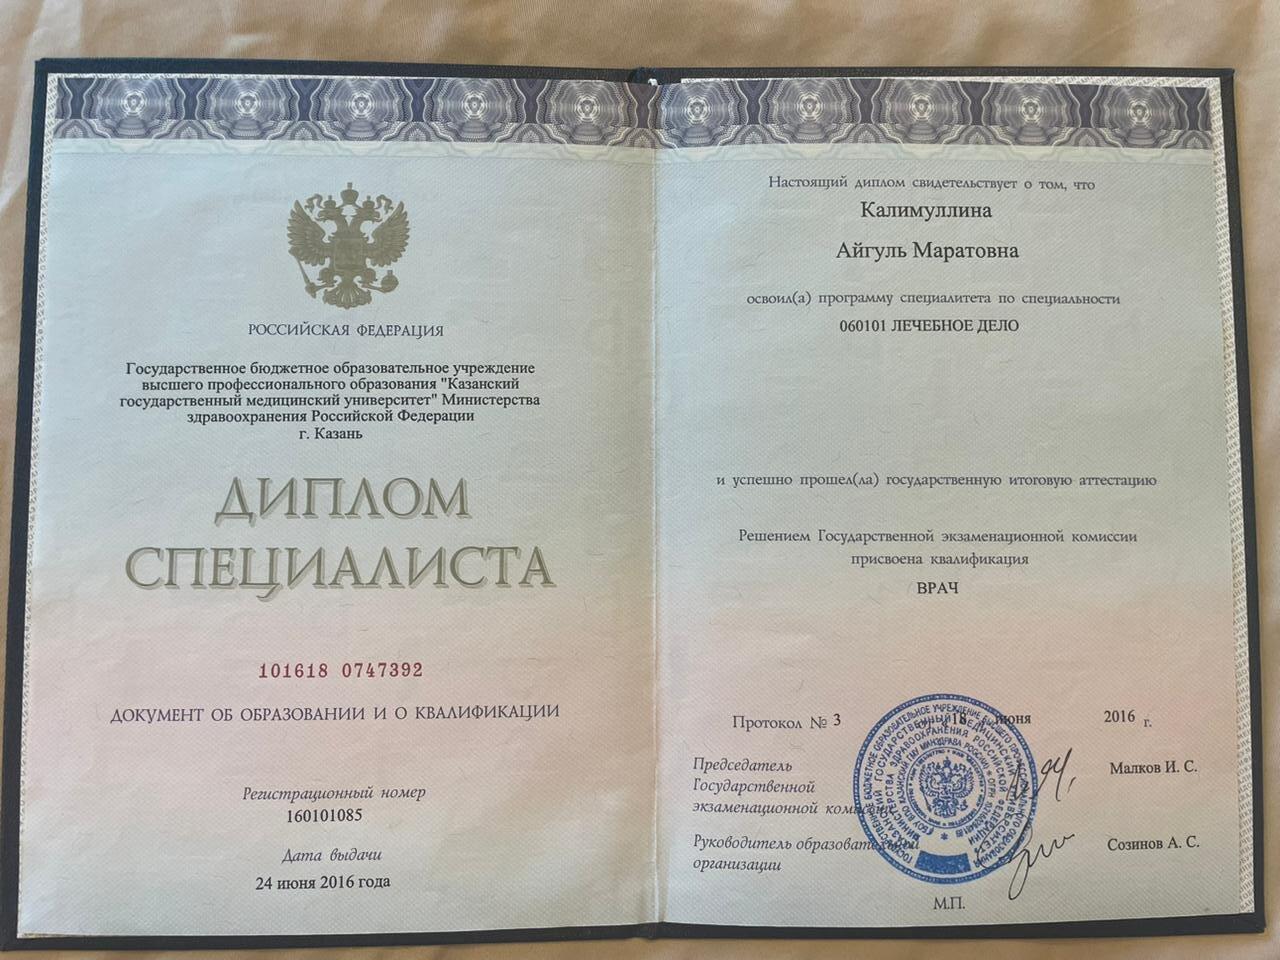 РОССИЙСКАЯ ФЕДЕРАЦИЯ
Государственное бюджетное образовательное учреждение
высшего профессионального образования "Казанский
государственный медицинский университет" Министерства
здравоохранения Российской Федерации
г. Казань
ДИПЛОМ
СПЕЦИАЛИСТА
101618 0747392
ДОКУМЕНТ ОБ ОБРАЗОВАНИИ И О КВАЛИФИКАЦИИ
Регистрационный номер
160101085
Дата выдачи
24 июня 2016 года
Настоящий диплом свидетельствует о том, что
Калимуллина
Айгуль Маратовна
освоил(а) программу специалитета по специальности
060101 ЛЕЧЕБНОЕ ДЕЛО
и успешно прошел(ла) государственную итоговую аттестацию
Решением Государственной экзаменационной комиссии
присвоена квалификация
ВРАЧ
Протокол № 3 от « 18 » июня 2016 г.
Председатель
Государственной
экзаменационной комиссии
Малков И. С.
Руководитель образовательной
организации
Созинов А. С.
М.П.